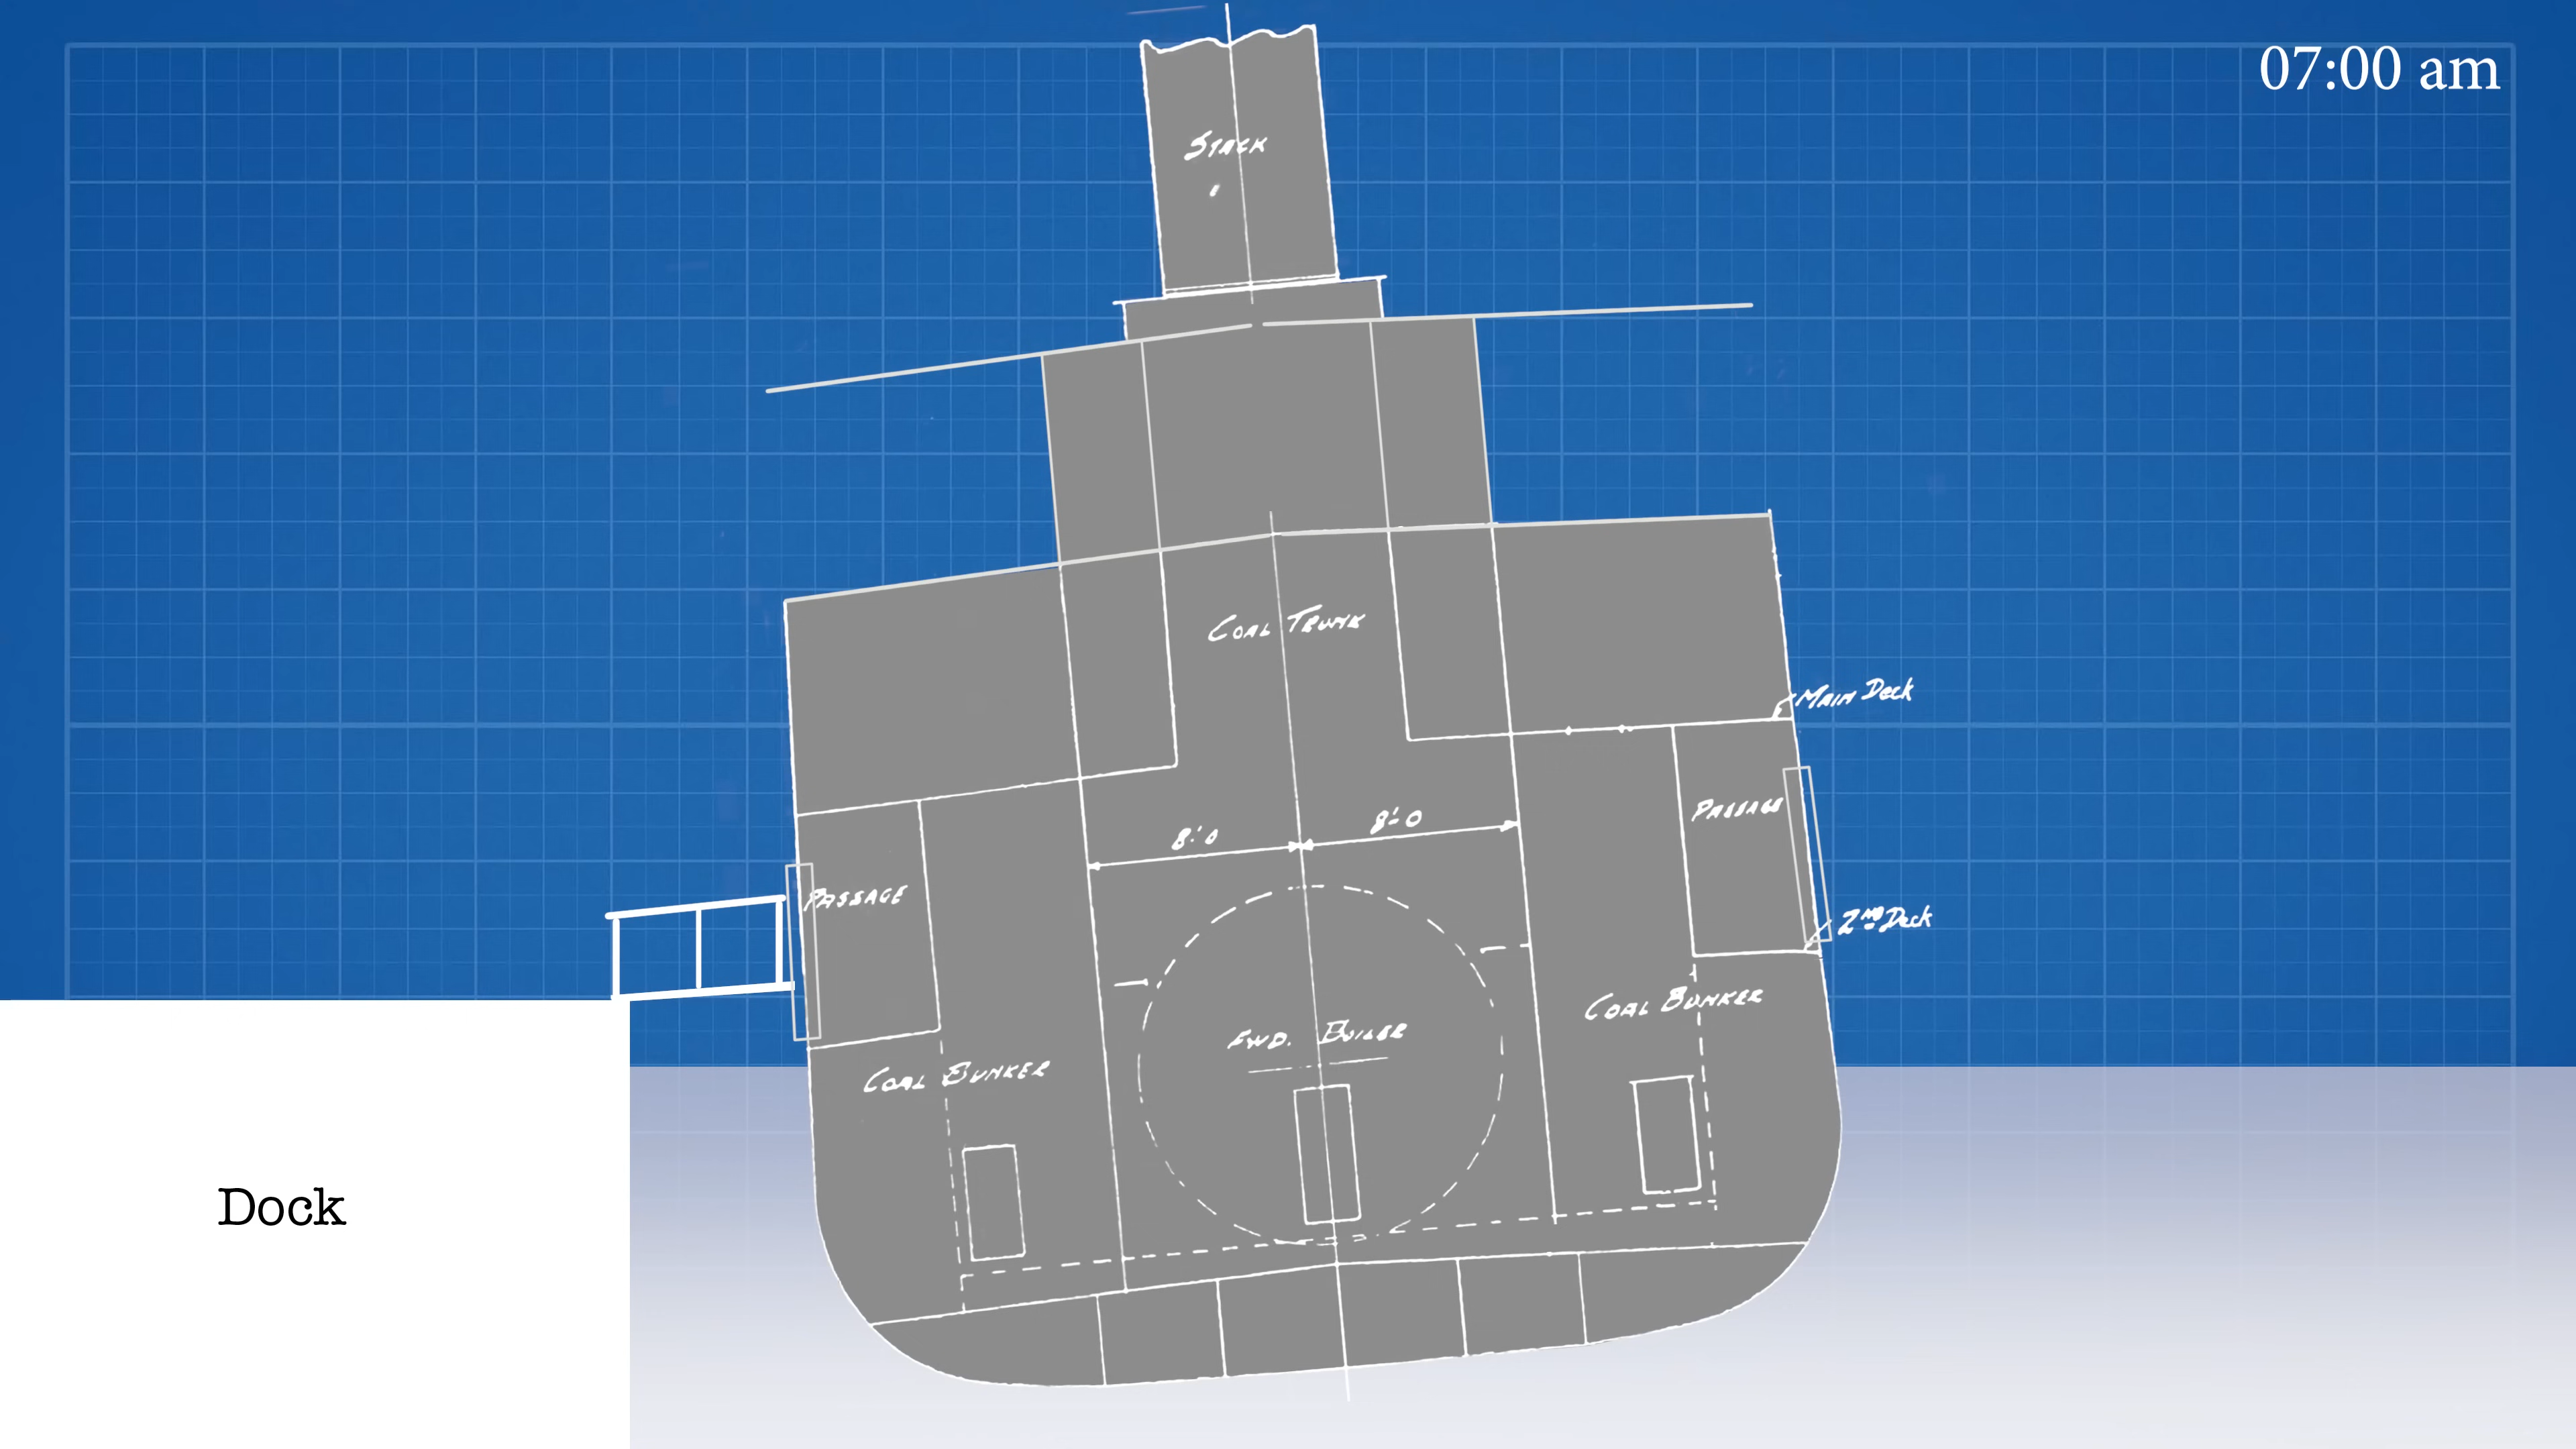 07:00 am
STACK
COAL TRUNK
MAIN Deck
PASSAGE
8'-0
8'-0
PASSAGE
2ND Deck
COAL BUNKER
FWD. BOILER
COAL BUNKER
Dock